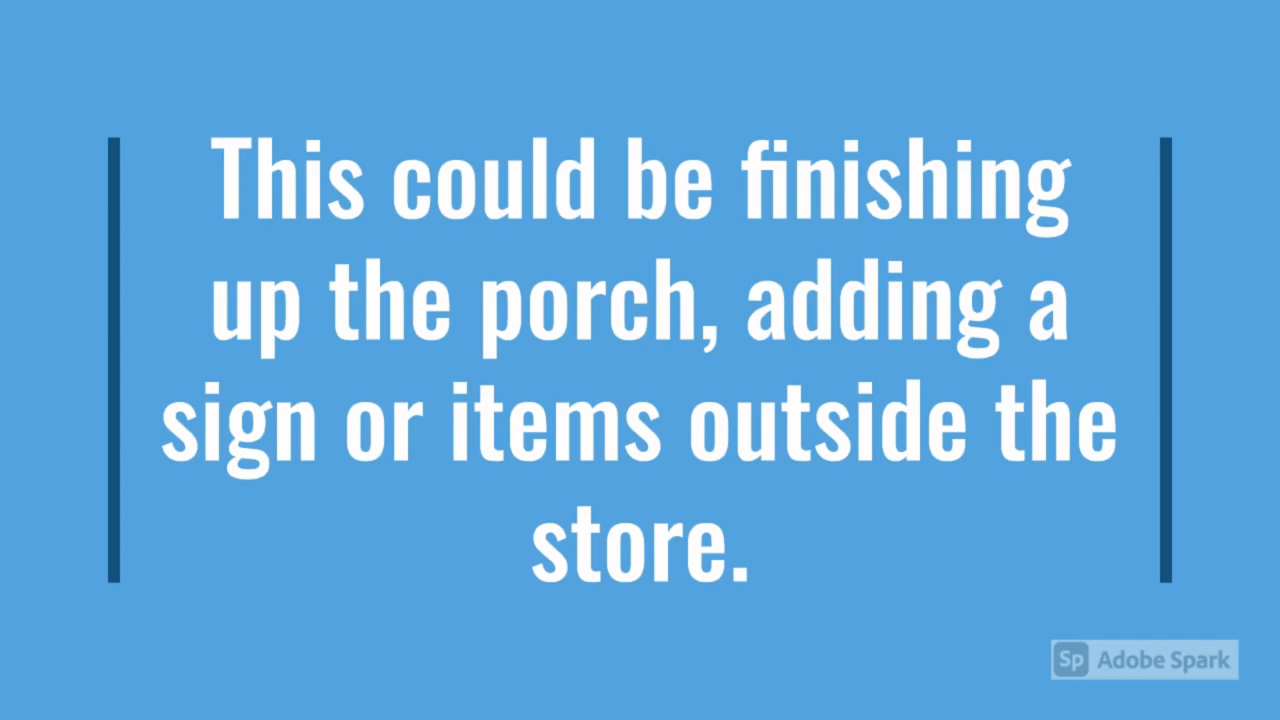 This could be finishing
up the porch, adding a
sign or items outside the
store.
Sp Adobe Spark